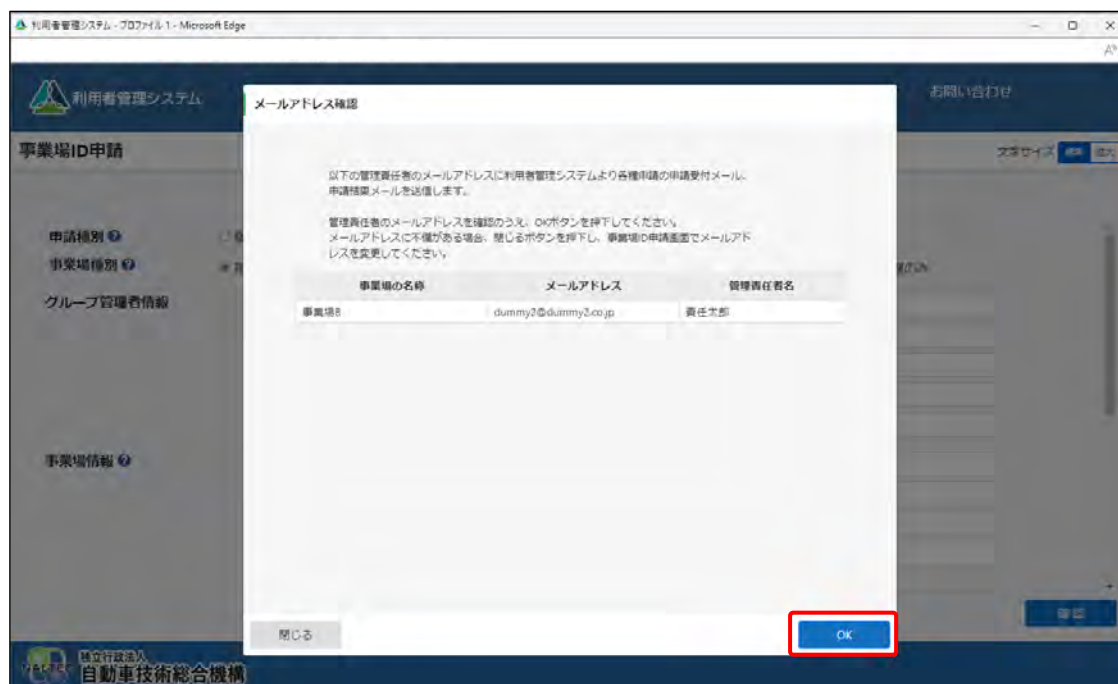 利用者管理システム - プロファイル 1 - Microsoft Edge
利用者管理システム
お問い合わせ
メールアドレス確認
事業場ID申請
文字サイズ 標準 拡大
以下の管理責任者のメールアドレスに利用者管理システムより各種申請の申請受付メール、
申請結果メールを送信します。
管理責任者のメールアドレスを確認のうえ、OKボタンを押下してください。
メールアドレスに不備がある場合、閉じるボタンを押下し、事業場ID申請画面でメールアド
レスを変更してください。
申請種別
事業場種別
グループ管理者情報
事業場の名称 メールアドレス 管理責任者名
事業場B dummy2@dummy2.co.jp 責任太郎
事業場情報
確認
閉じる
OK
独立行政法人
自動車技術総合機構